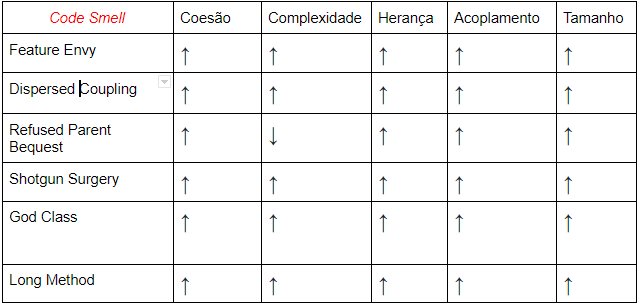 Code Smell Coesão Complexidade Herança Acoplamento Tamanho
Feature Envy ↑ ↑ ↑ ↑ ↑
Dispersed Coupling ↑ ↑ ↑ ↑ ↑
Refused Parent
Bequest ↑ ↓ ↑ ↑ ↑
Shotgun Surgery ↑ ↑ ↑ ↑ ↑
God Class ↑ ↑ ↑ ↑ ↑
Long Method ↑ ↑ ↑ ↑ ↑